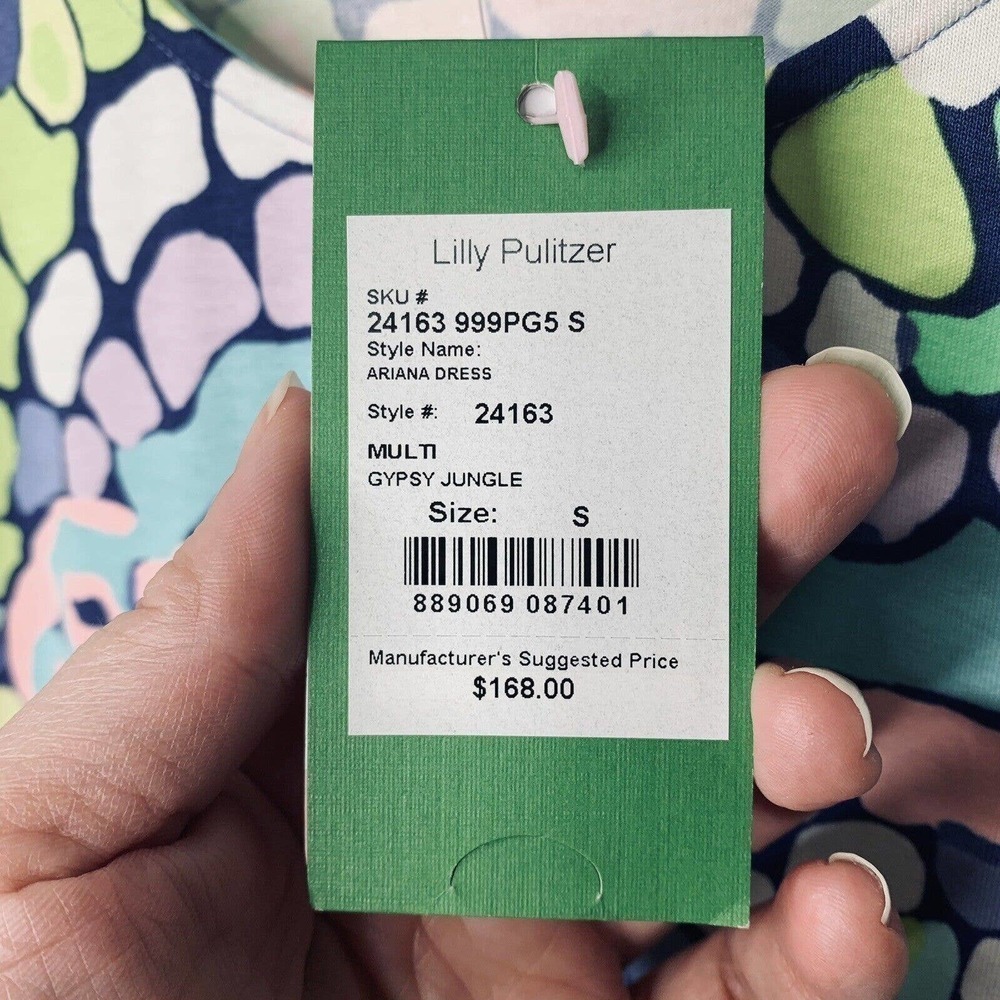 Lilly Pulitzer
SKU #
24163 999PG5 S
Style Name:
ARIANA DRESS
Style #: 24163
MULTI
GYPSY JUNGLE
Size: S
889069 087401
Manufacturer's Suggested Price
$168.00